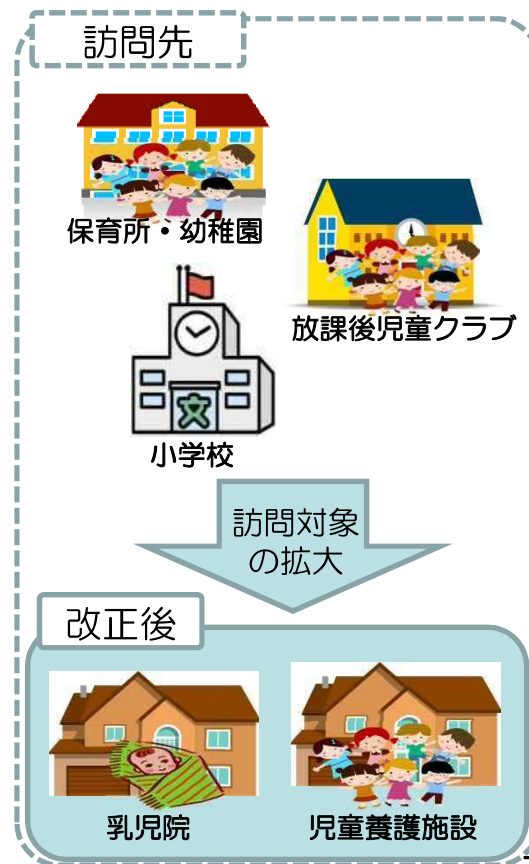 訪問先
保育所・幼稚園
放課後児童クラブ
文
小学校
訪問対象
の拡大
改正後
乳児院
児童養護施設